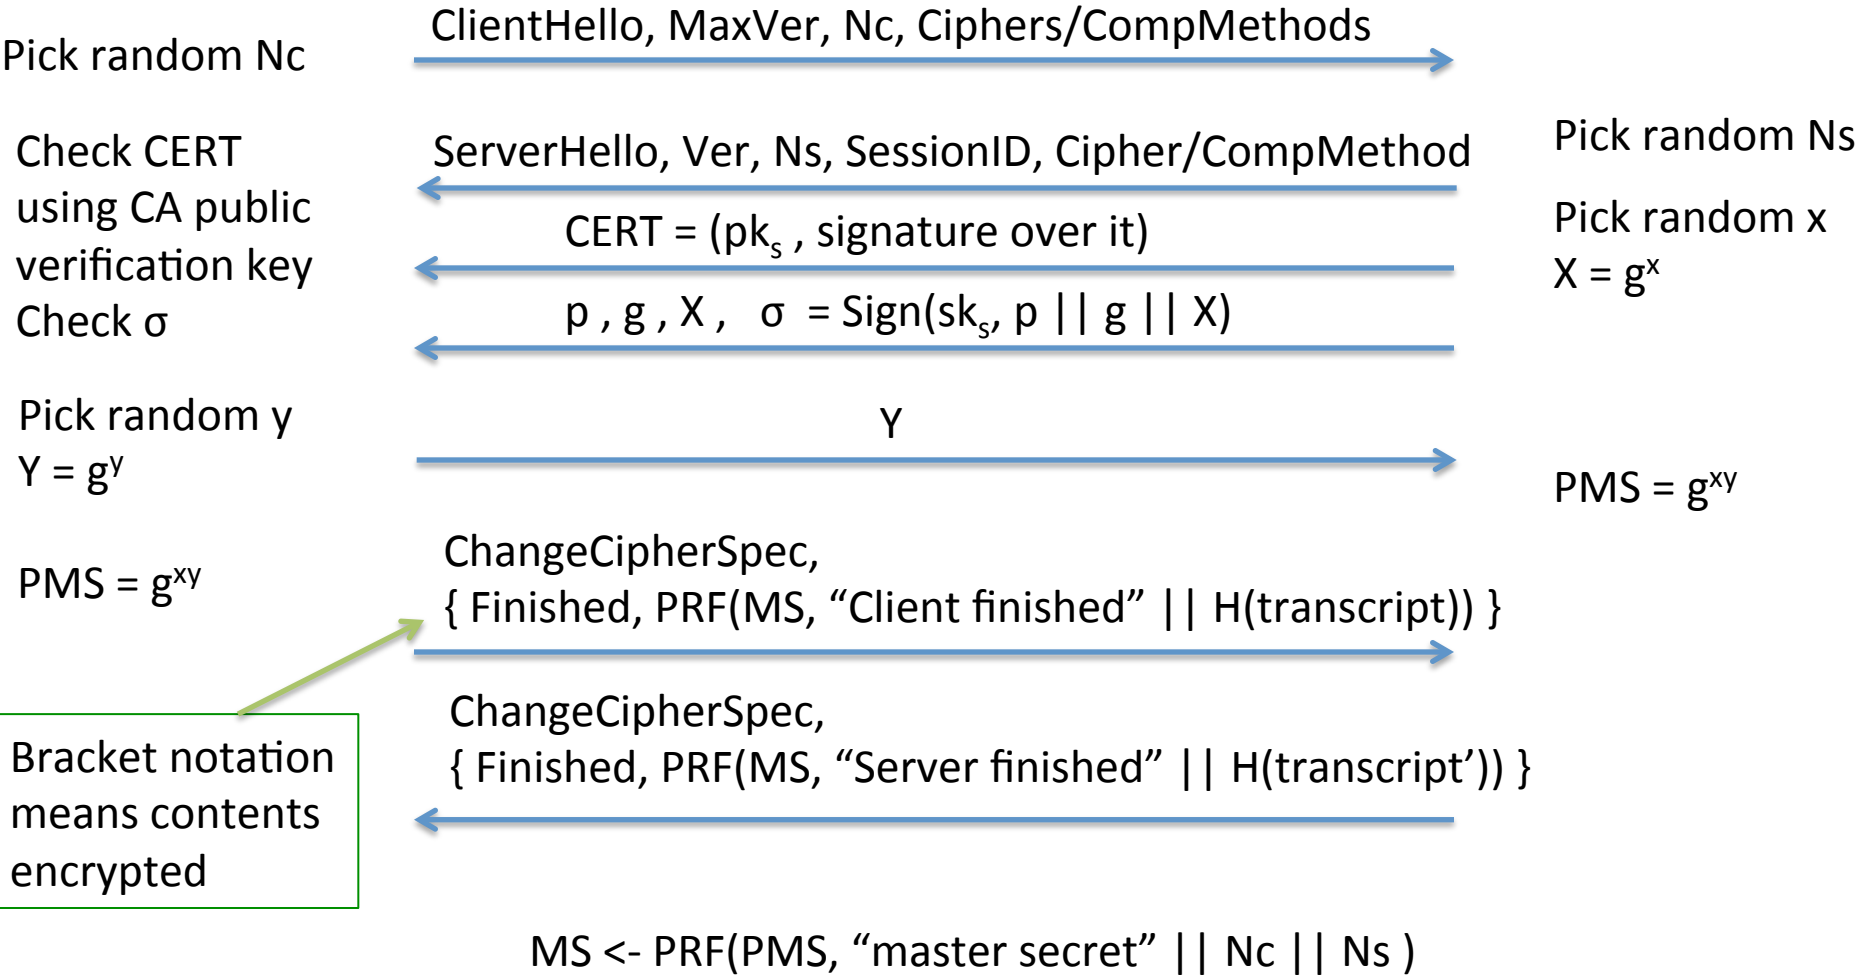 ClientHello, MaxVer, Nc, Ciphers/CompMethods
Pick random Nc
Pick random Ns
Check CERT
using CA public
verification key
Check σ
ServerHello, Ver, Ns, SessionID, Cipher/CompMethod
Pick random x
X = gˣ
CERT = (pkₛ , signature over it)
p , g , X ,   σ  = Sign(skₛ, p || g || X)
Pick random y
Y = gʸ
Y
PMS = gˣʸ
PMS = gˣʸ
ChangeCipherSpec,
{ Finished, PRF(MS, “Client finished” || H(transcript)) }
ChangeCipherSpec,
{ Finished, PRF(MS, “Server finished” || H(transcript’)) }
Bracket notation
means contents
encrypted
MS <- PRF(PMS, “master secret” || Nc || Ns )